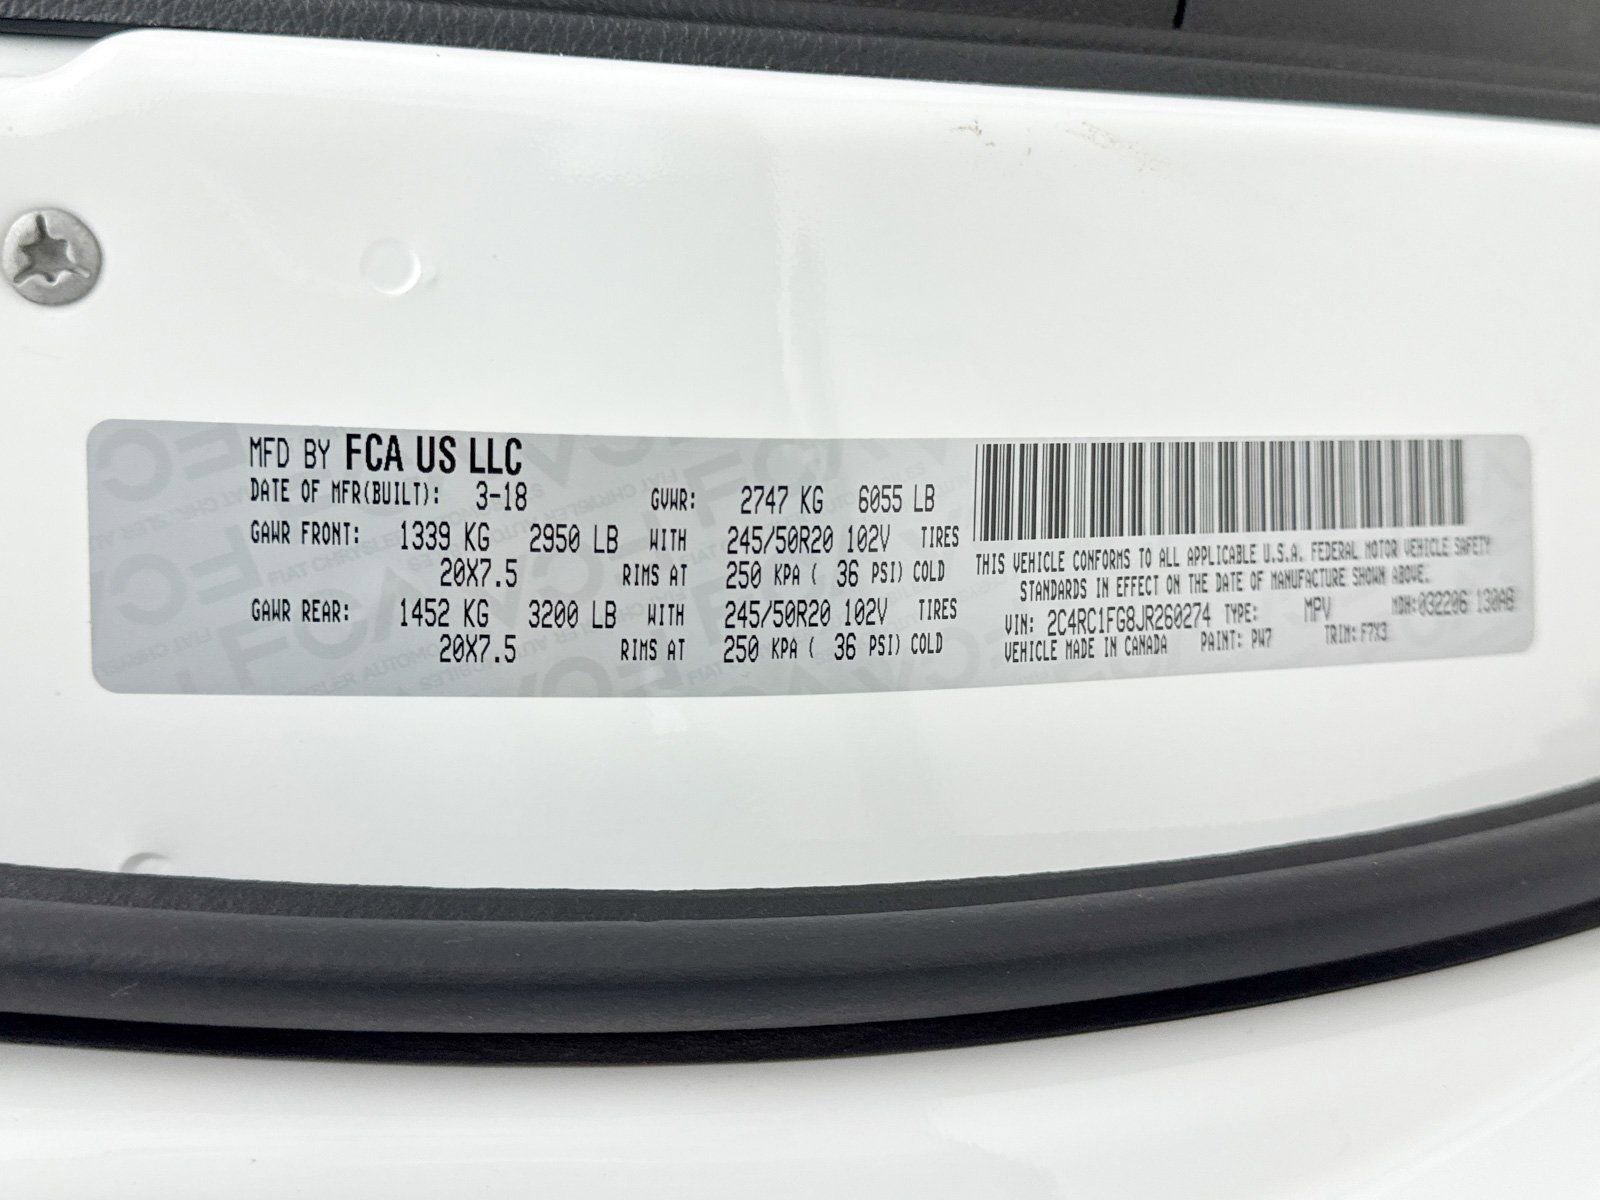 MFD BY FCA US LLC
DATE OF MFR(BUILT): 3-18 GVWR: 2747 KG 6055 LB
GAWR FRONT: 1339 KG 2950 LB WITH 245/50R20 102V TIRES
20X7.5 RIMS AT 250 KPA ( 36 PSI) COLD
GAWR REAR: 1452 KG 3200 LB WITH 245/50R20 102V TIRES
20X7.5 RIMS AT 250 KPA ( 36 PSI) COLD
THIS VEHICLE CONFORMS TO ALL APPLICABLE U.S.A. FEDERAL MOTOR VEHICLE SAFETY
STANDARDS IN EFFECT ON THE DATE OF MANUFACTURE SHOWN ABOVE.
VIN: 2C4RC1FG8JR260274 TYPE: MPV MDH:032206 130AB
VEHICLE MADE IN CANADA PAINT: PW7 TRIM: F7X3